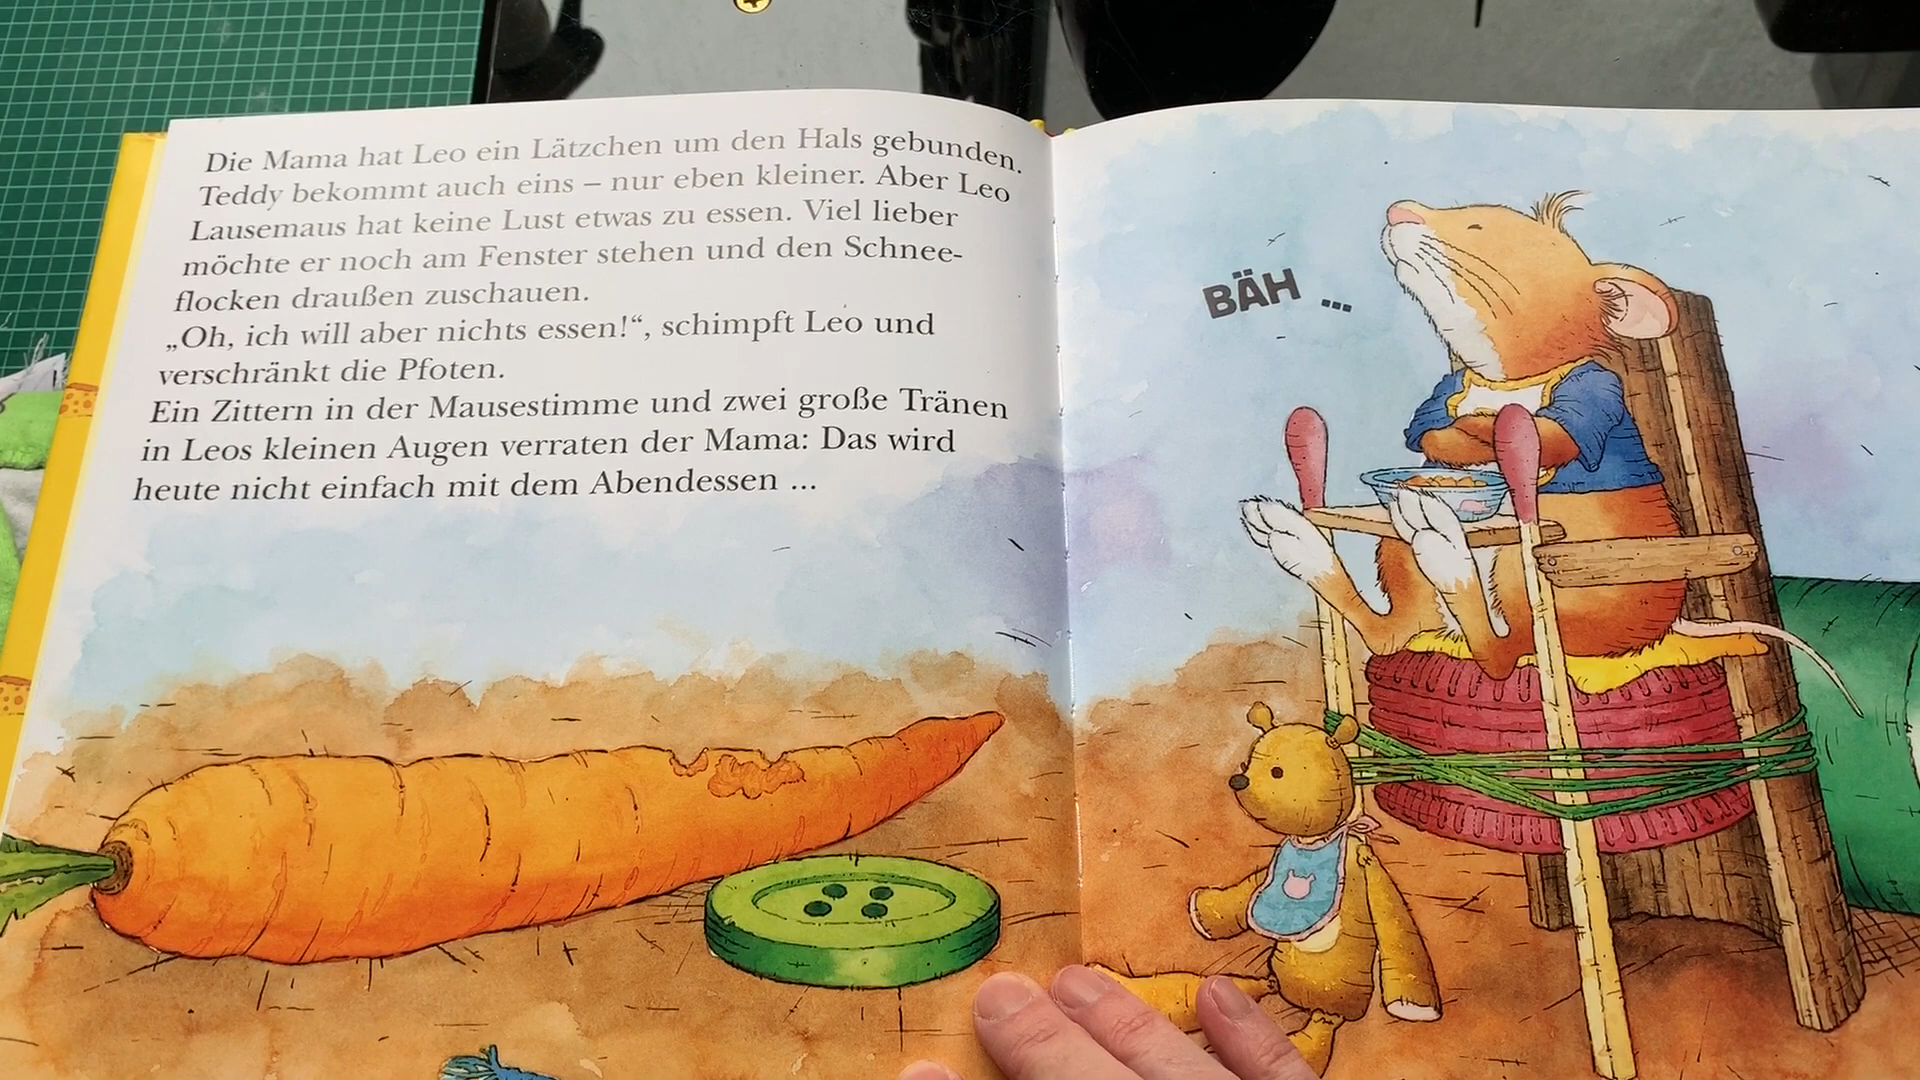 Die Mama hat Leo ein Lätzchen um den Hals gebunden.
Teddy bekommt auch eins – nur eben kleiner. Aber Leo
Lausemaus hat keine Lust etwas zu essen. Viel lieber
möchte er noch am Fenster stehen und den Schnee-
flocken draußen zuschauen.
„Oh, ich will aber nichts essen!“, schimpft Leo und
verschränkt die Pfoten.
Ein Zittern in der Mausestimme und zwei große Tränen
in Leos kleinen Augen verraten der Mama: Das wird
heute nicht einfach mit dem Abendessen ...
BÄH ...